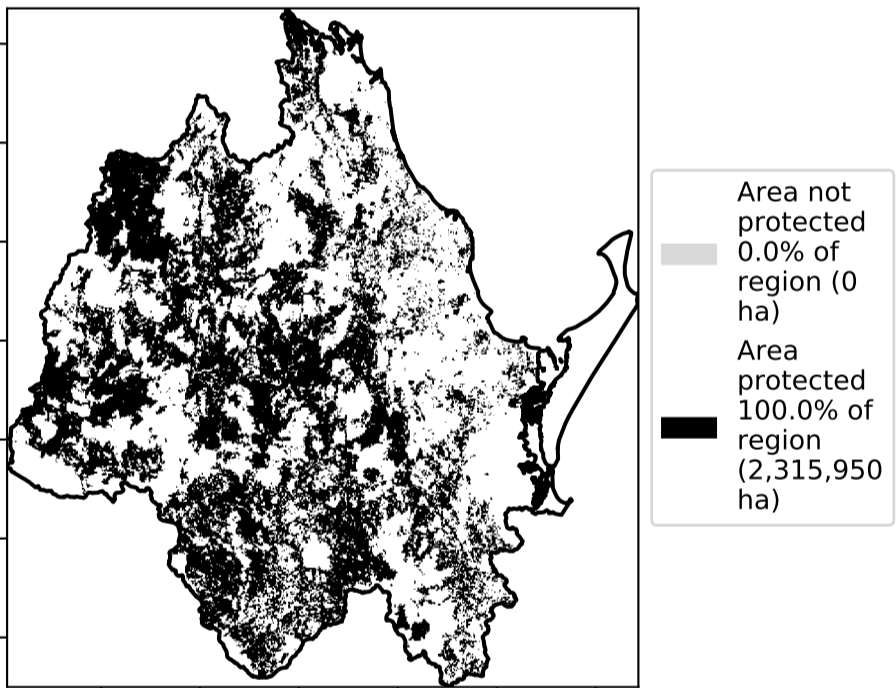 Area not
protected
0.0% of
region (0
ha)
Area
protected
100.0% of
region
(2,315,950
ha)